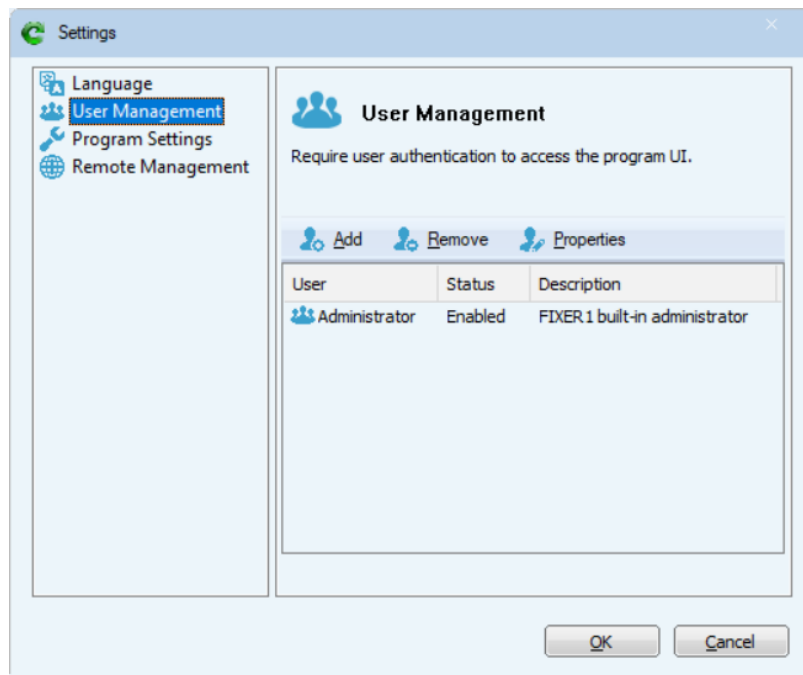 Settings
Language
User Management
Program Settings
Remote Management
User Management
Require user authentication to access the program UI.
Add Remove Properties
User Status Description
Administrator Enabled FIXER1 built-in administrator
OK Cancel